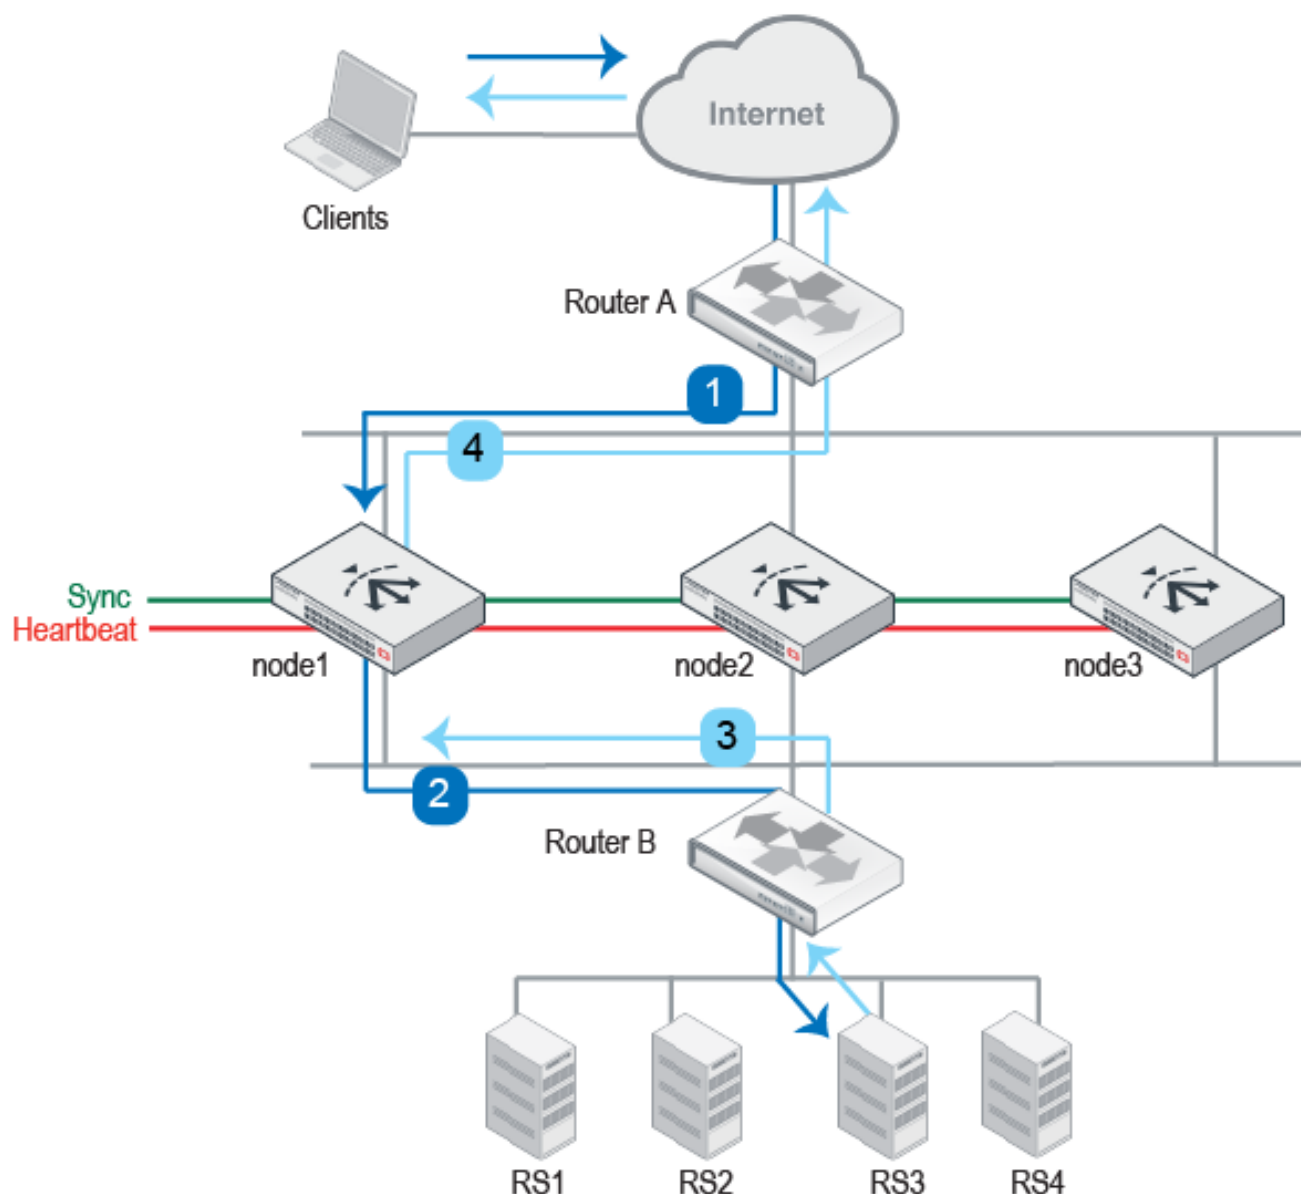 Internet
Clients
Router A
1
4
Sync
Heartbeat
node1
node2
node3
3
2
Router B
RS1
RS2
RS3
RS4